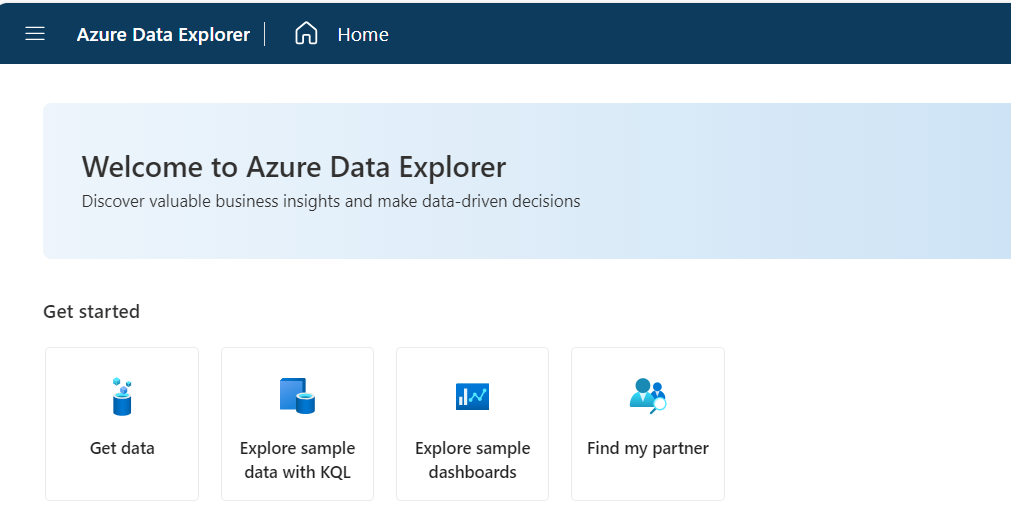 Azure Data Explorer
Home
Welcome to Azure Data Explorer
Discover valuable business insights and make data-driven decisions
Get started
Get data
Explore sample
data with KQL
Explore sample
dashboards
Find my partner